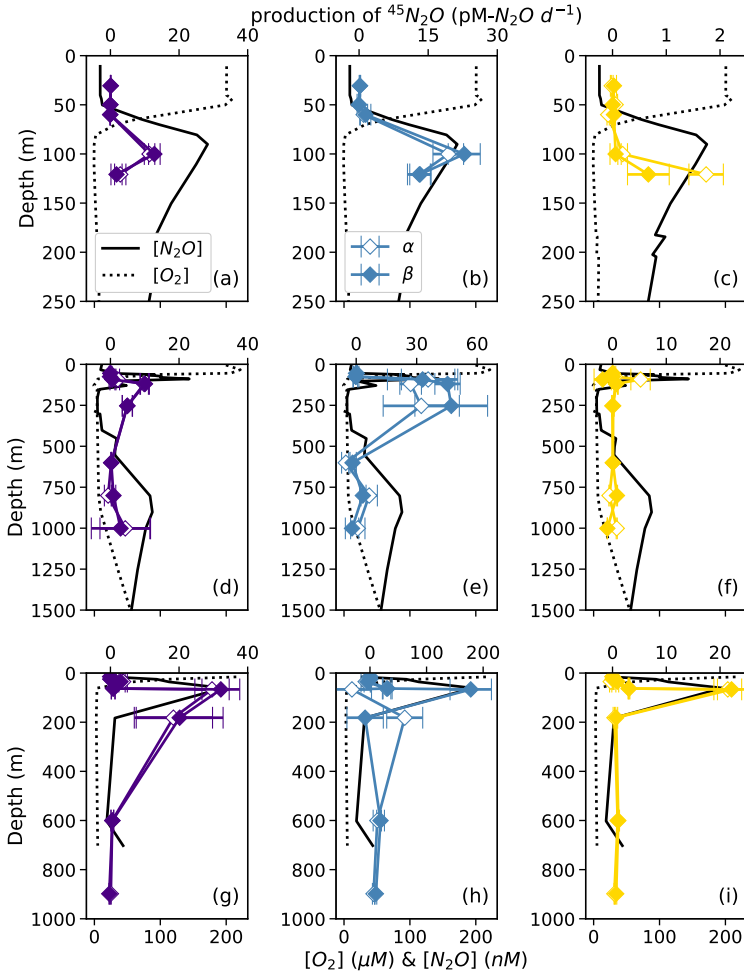 production of ⁴⁵N₂O (pM-N₂O d⁻¹)
0 20 40
0 10 20 30
0 1 2
Depth (m)
0
50
100
150
200
250
[N₂O]
[O₂]
(a)
α
β
(b)
(c)
0 20 40
0 30 60
0 10 20
Depth (m)
0
250
500
750
1000
1250
1500
(d)
(e)
(f)
0 20 40
0 100 200
0 10 20
Depth (m)
0
200
400
600
800
1000
(g)
(h)
(i)
0 100 200
0 100 200
0 100 200
[O₂] (μM) & [N₂O] (nM)